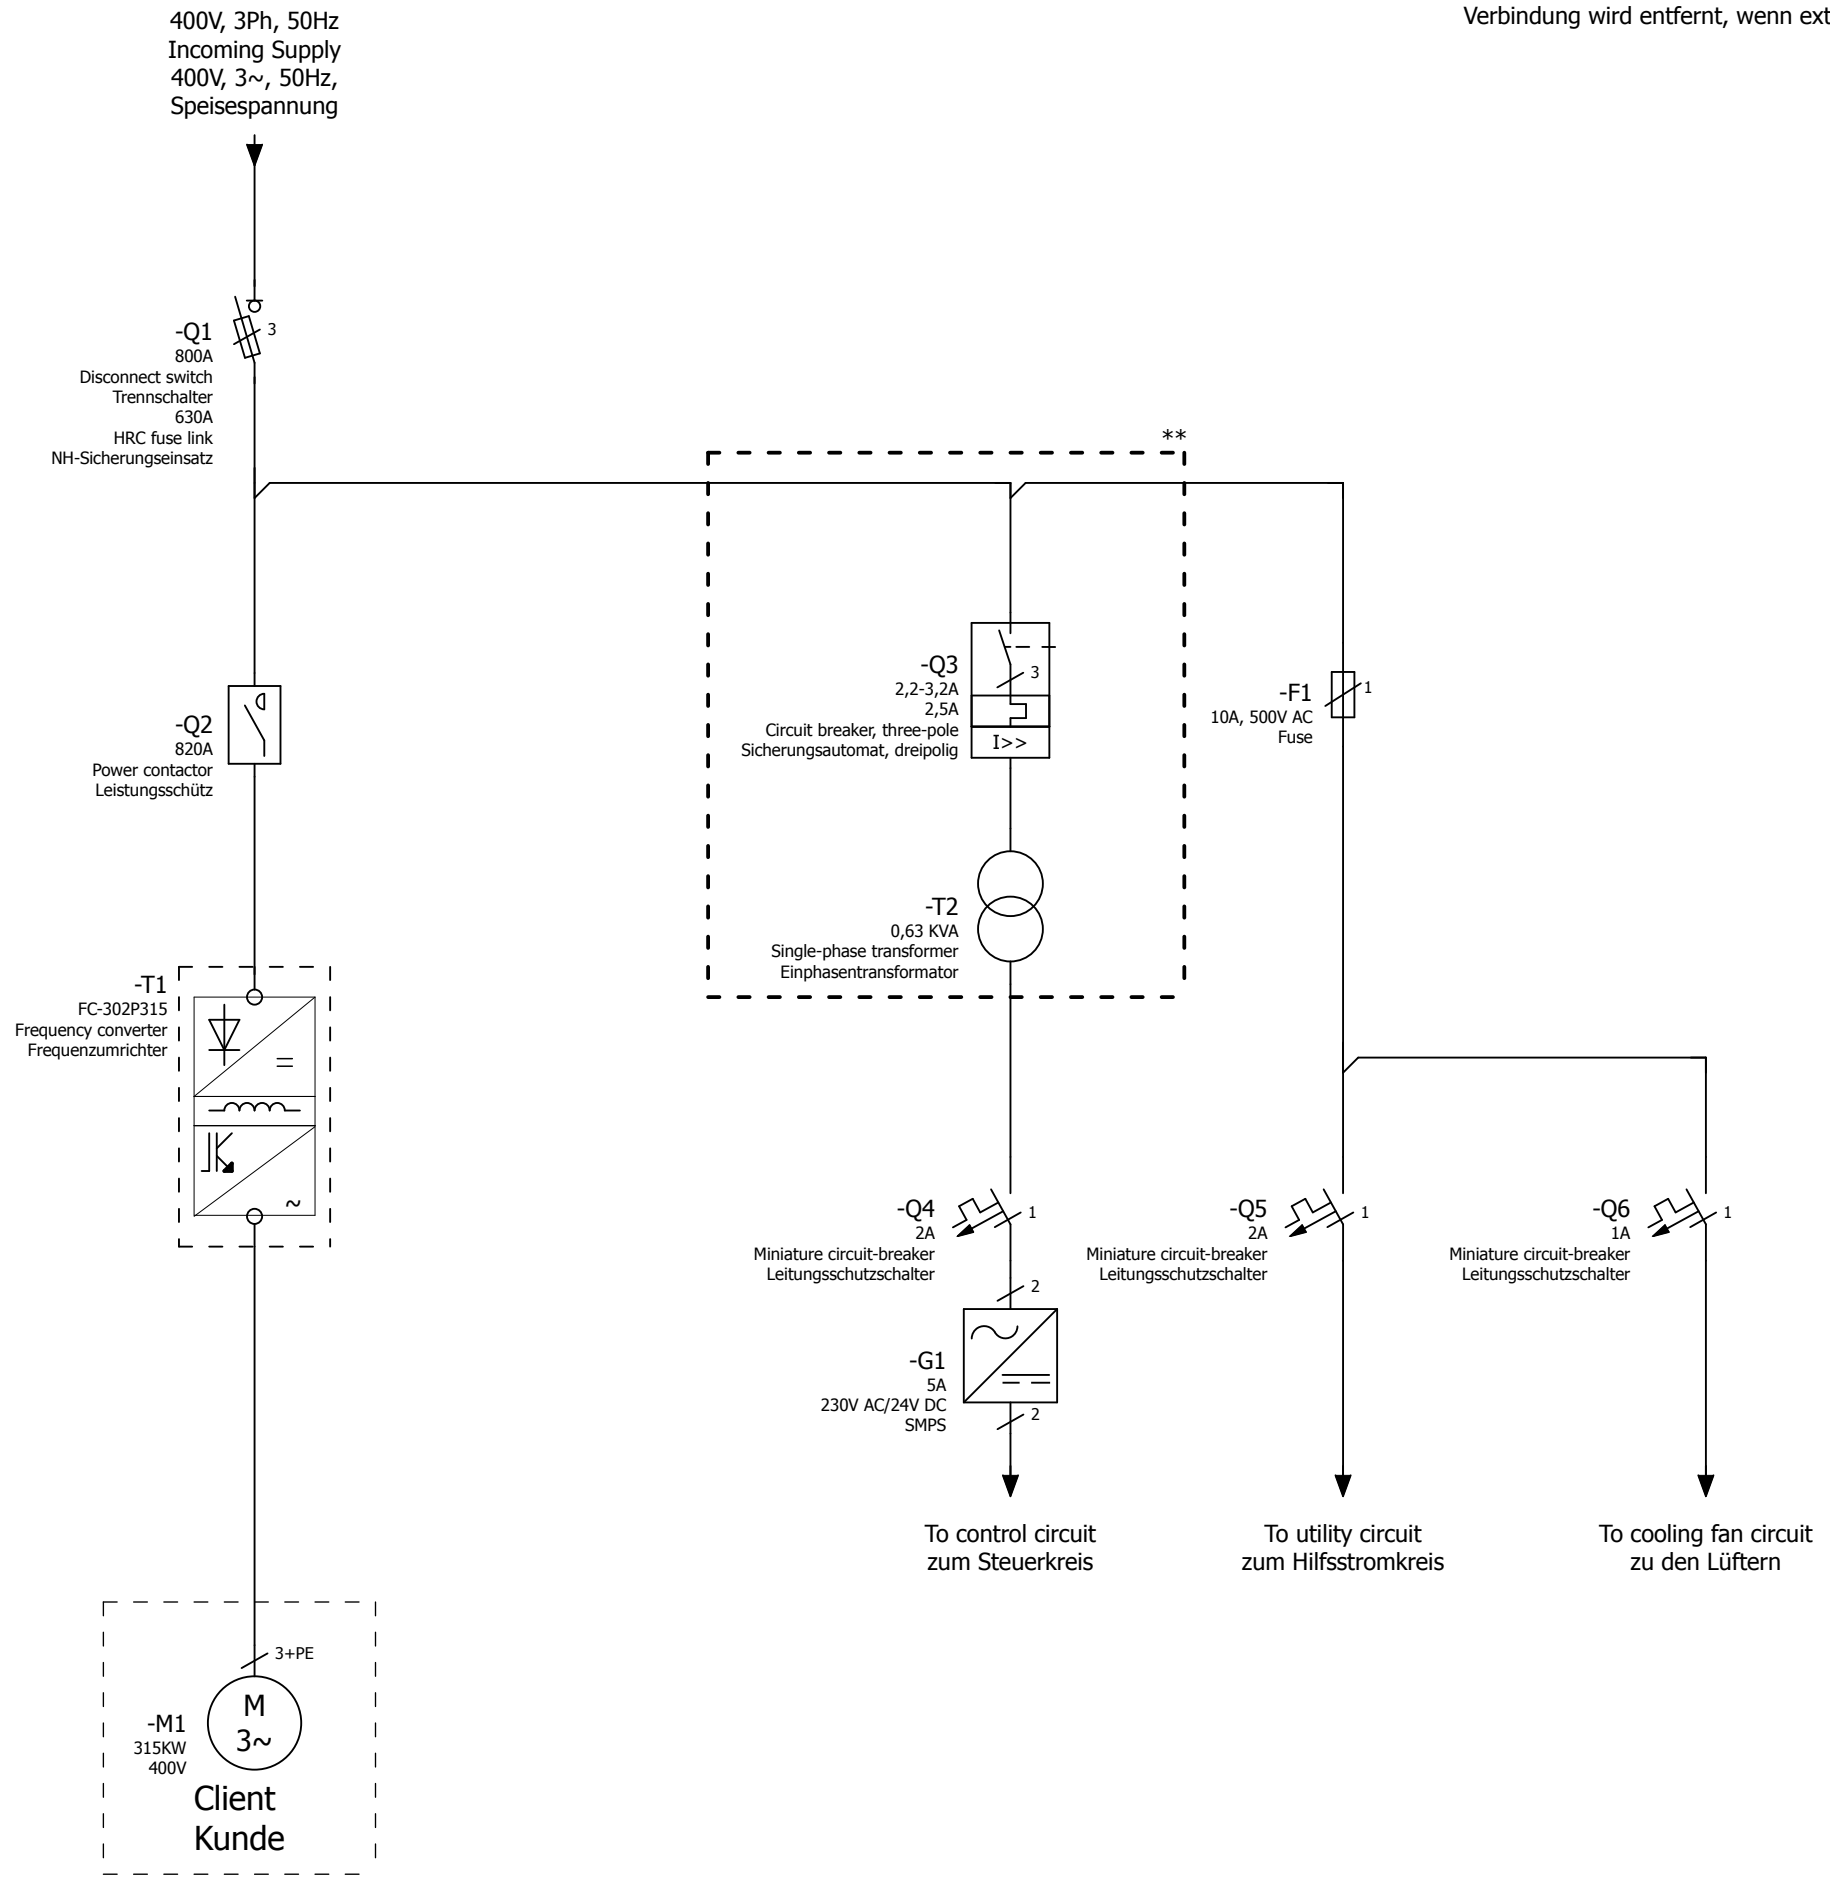 400V, 3Ph, 50Hz
Incoming Supply
400V, 3~, 50Hz,
Speisespannung
Verbindung wird entfernt, wenn ext
-Q1
800A
Disconnect switch
Trennschalter
630A
HRC fuse link
NH-Sicherungseinsatz
3
**
-Q2
820A
Power contactor
Leistungsschütz
-Q3
2,2-3,2A
2,5A
Circuit breaker, three-pole
Sicherungsautomat, dreipolig
3
I>>
-F1
10A, 500V AC
Fuse
1
-T2
0,63 KVA
Single-phase transformer
Einphasentransformator
-T1
FC-302P315
Frequency converter
Frequenzumrichter
=
~
-Q4
2A
Miniature circuit-breaker
Leitungsschutzschalter
1
2
-Q5
2A
Miniature circuit-breaker
Leitungsschutzschalter
1
-Q6
1A
Miniature circuit-breaker
Leitungsschutzschalter
1
-G1
5A
230V AC/24V DC
SMPS
2
To control circuit
zum Steuerkreis
To utility circuit
zum Hilfsstromkreis
To cooling fan circuit
zu den Lüftern
3+PE
M
3~
-M1
315KW
400V
Client
Kunde